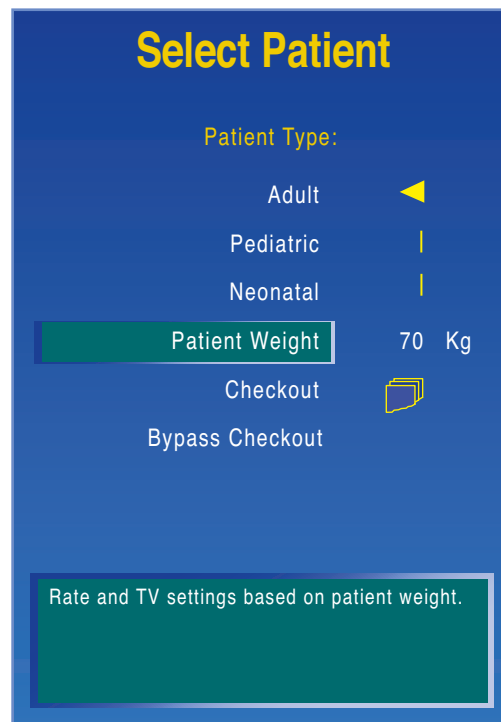 Select Patient
Patient Type:
Adult
Pediatric
Neonatal
Patient Weight 70 Kg
Checkout
Bypass Checkout
Rate and TV settings based on patient weight.